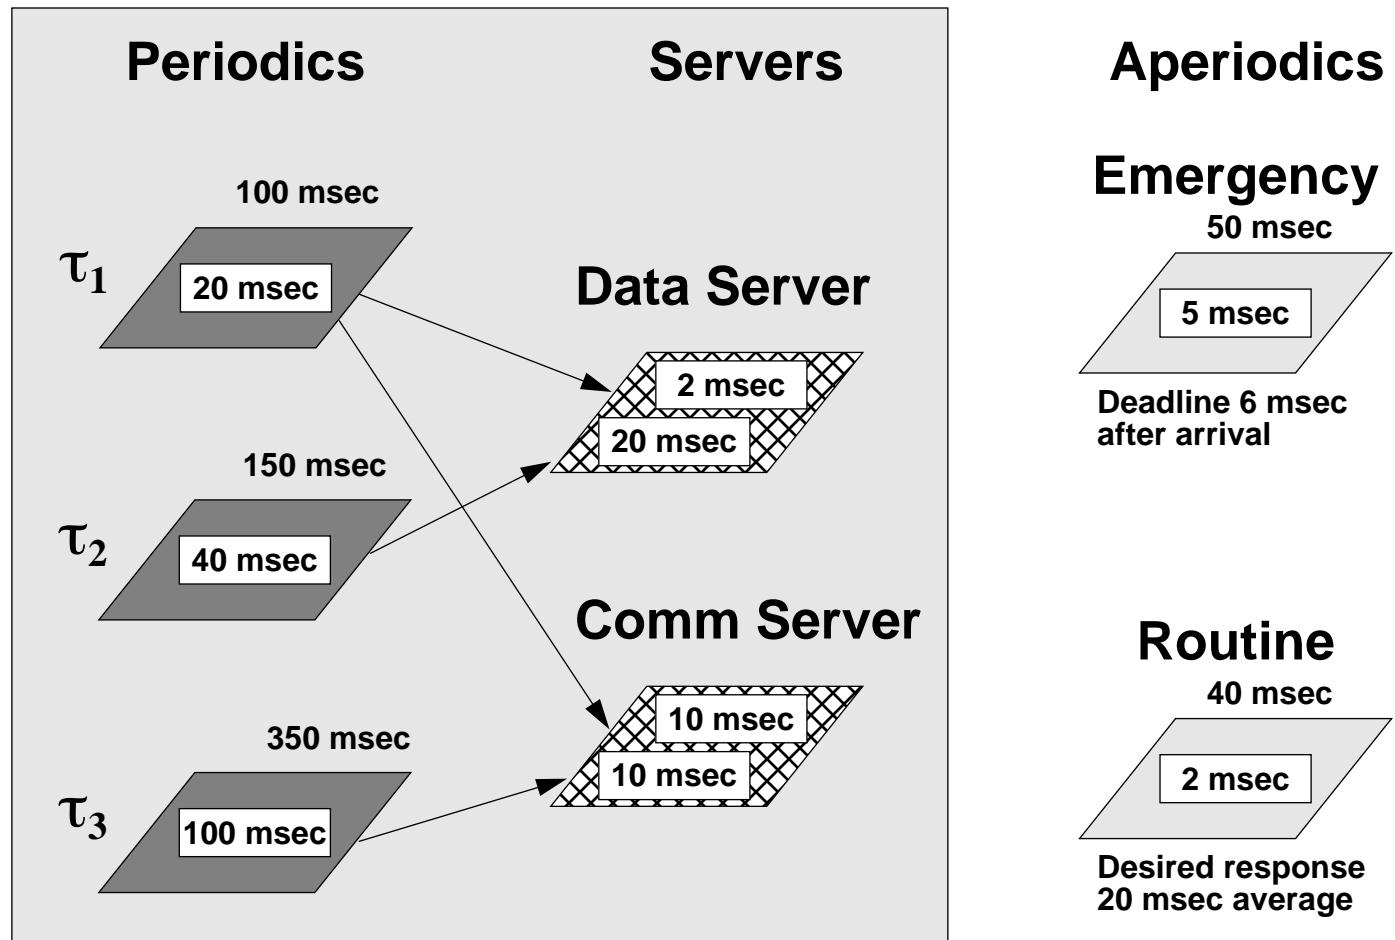 Periodics
Servers
Aperiodics
100 msec
τ1
20 msec
150 msec
τ2
40 msec
350 msec
τ3
100 msec
Data Server
2 msec
20 msec
Comm Server
10 msec
10 msec
Emergency
50 msec
5 msec
Deadline 6 msec
after arrival
Routine
40 msec
2 msec
Desired response
20 msec average